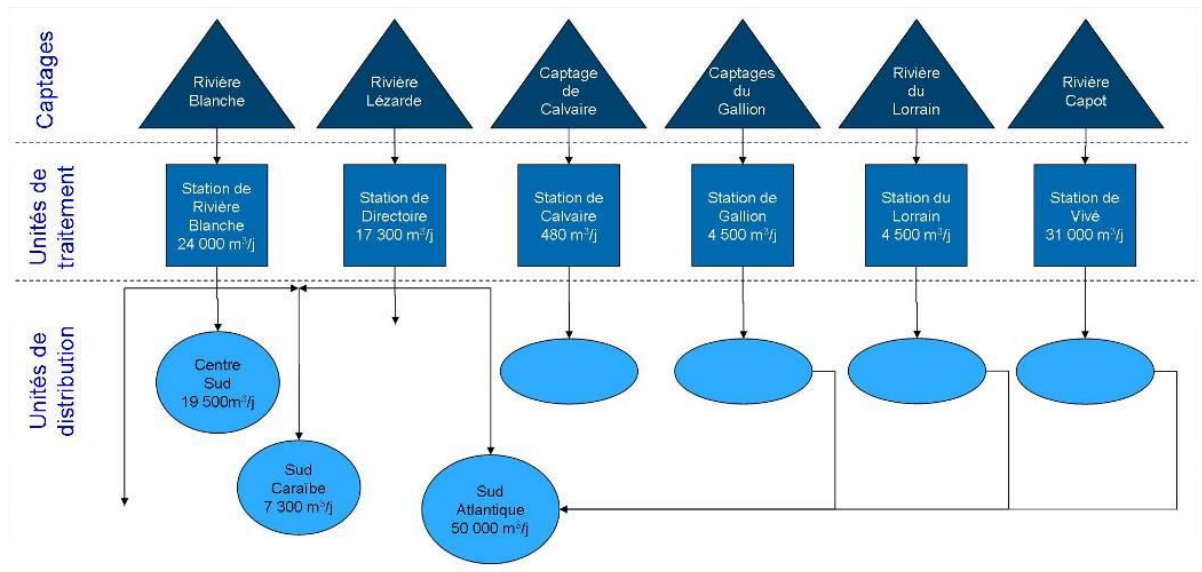 Captages
Rivière
Blanche
Rivière
Lézarde
Captage
de
Calvaire
Captages
du
Gallion
Rivière
du
Lorrain
Rivière
Capot
Unités de
traitement
Station de
Rivière
Blanche
24 000 m³/j
Station de
Directoire
17 300 m³/j
Station de
Calvaire
480 m³/j
Station de
Gallion
4 500 m³/j
Station du
Lorrain
4 500 m³/j
Station de
Vivé
31 000 m³/j
Unités de
distribution
Centre
Sud
19 500m³/j
Sud
Caraïbe
7 300 m³/j
Sud
Atlantique
50 000 m³/j